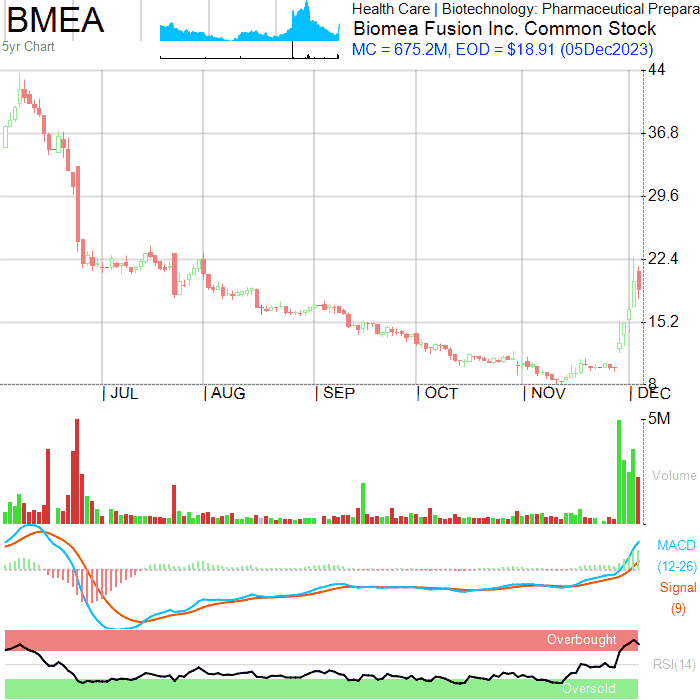 BMEA
5yr Chart
Health Care | Biotechnology: Pharmaceutical Prepara
Biomea Fusion Inc. Common Stock
MC = 675.2M, EOD = $18.91 (05Dec2023)
44
36.8
29.6
22.4
15.2
8
| JUL | AUG | SEP | OCT | NOV | DEC
5M
Volume
MACD
(12-26)
Signal
(9)
Overbought
RSI(14)
Oversold